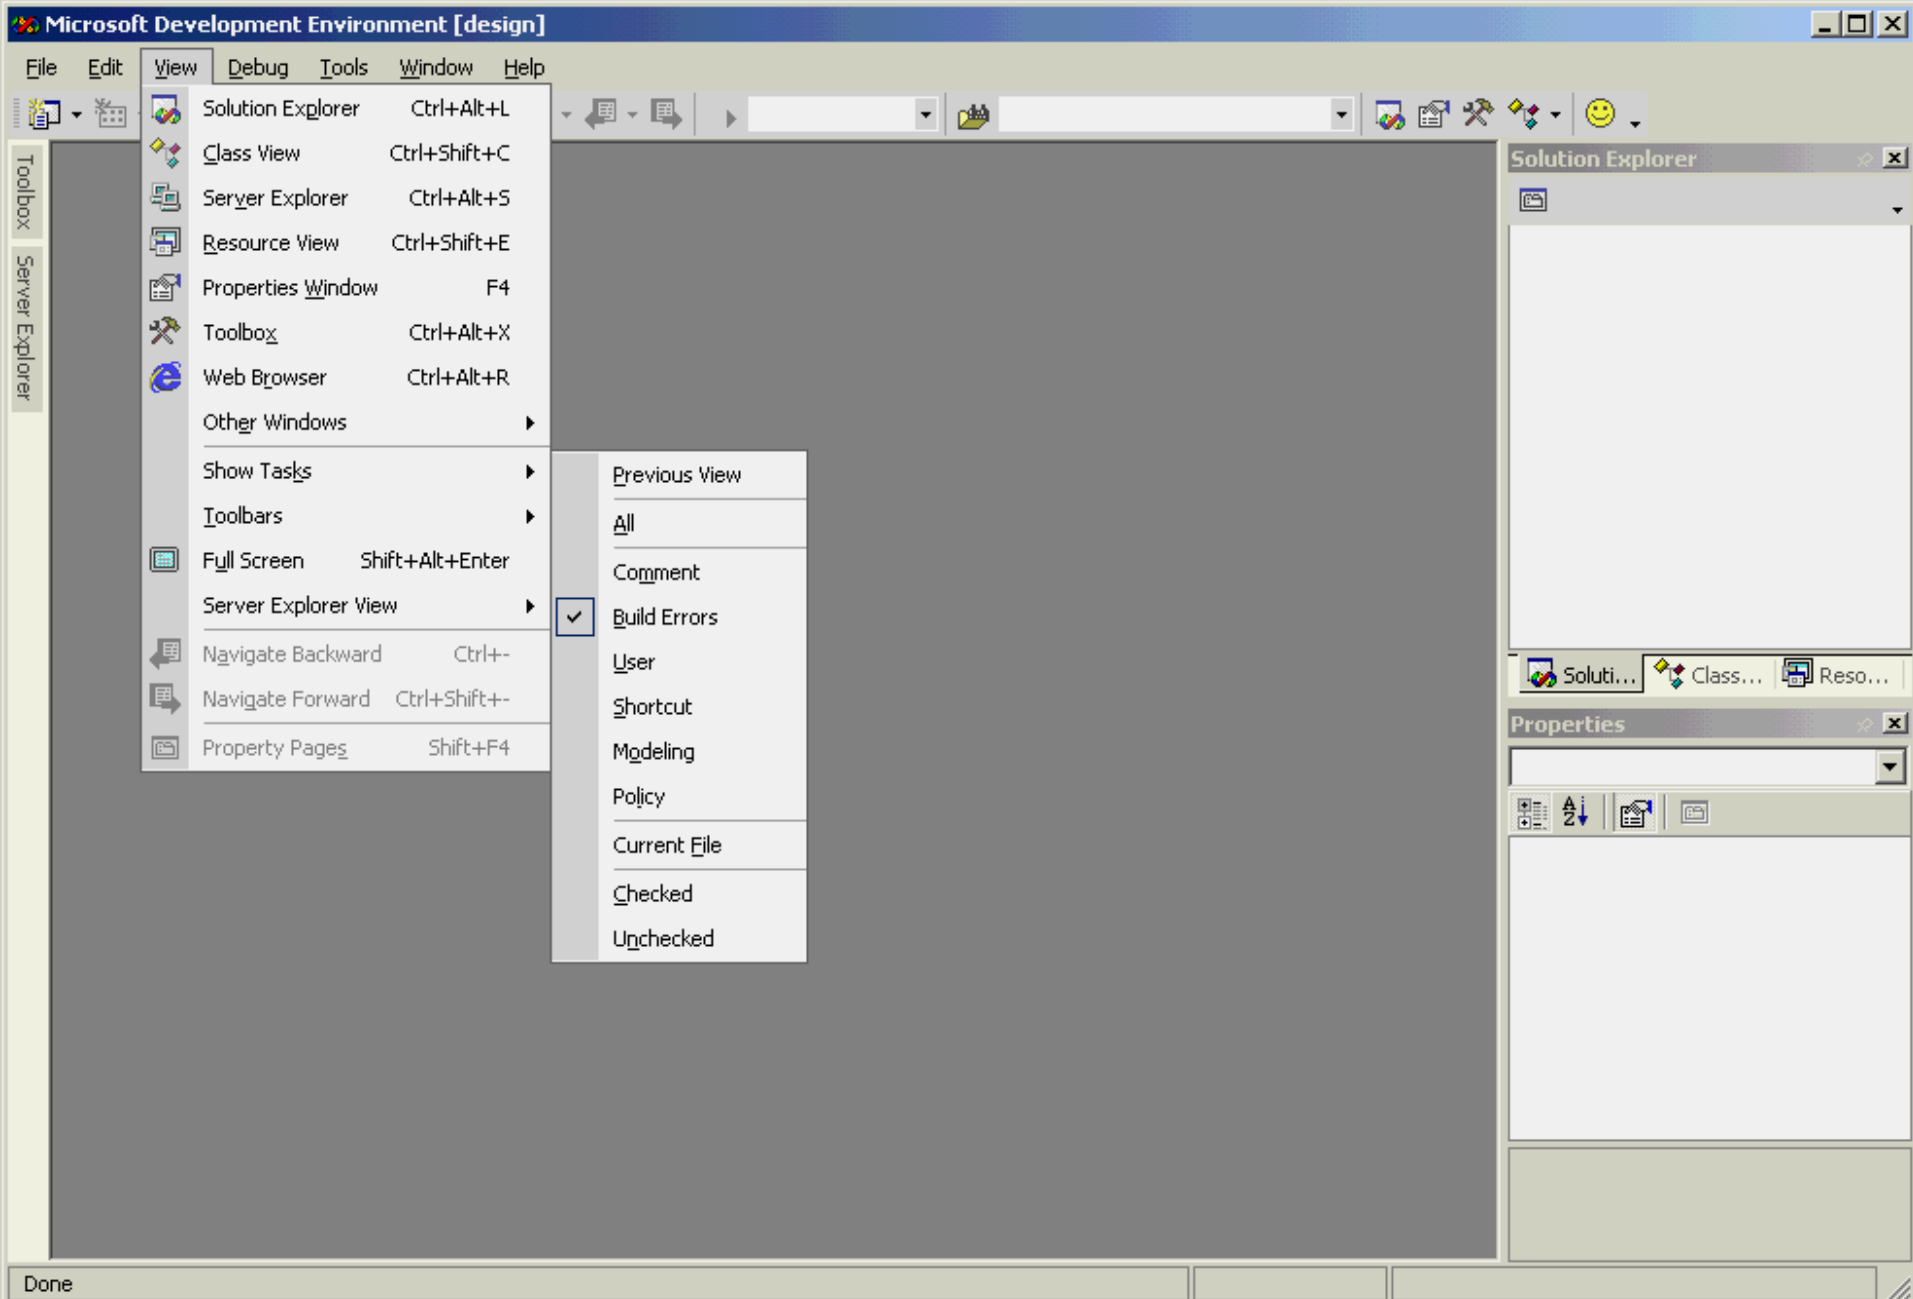 Microsoft Development Environment [design]
File Edit View Debug Tools Window Help
Toolbox
Server Explorer
Solution Explorer Ctrl+Alt+L
Class View Ctrl+Shift+C
Server Explorer Ctrl+Alt+S
Resource View Ctrl+Shift+E
Properties Window F4
Toolbox Ctrl+Alt+X
Web Browser Ctrl+Alt+R
Other Windows
Show Tasks
Toolbars
Full Screen Shift+Alt+Enter
Server Explorer View
Navigate Backward Ctrl+-
Navigate Forward Ctrl+Shift+-
Property Pages Shift+F4
Previous View
All
Comment
Build Errors
User
Shortcut
Modeling
Policy
Current File
Checked
Unchecked
Solution Explorer
Soluti... Class... Reso...
Properties
Done